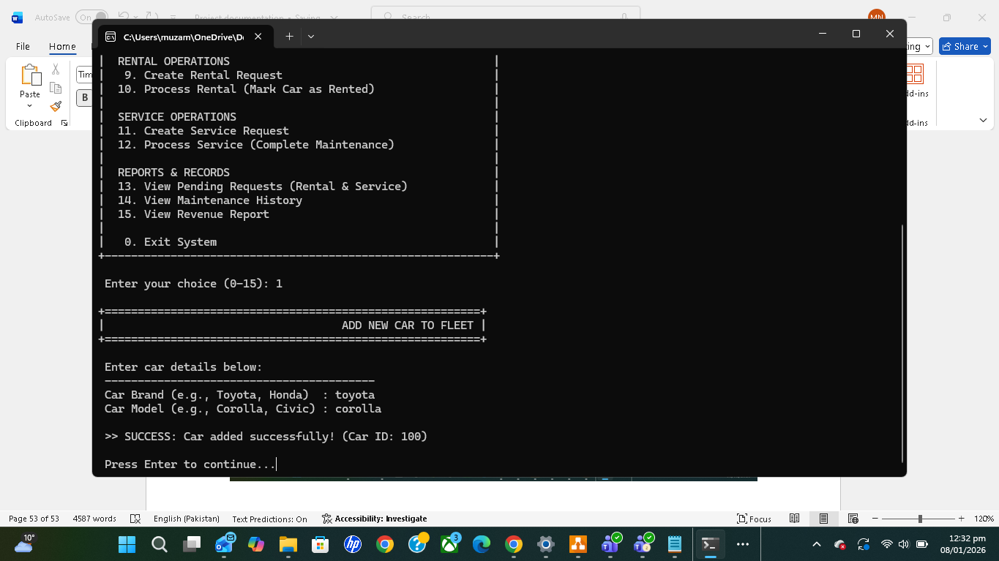 AutoSave On Project documentation • Saving Search MN
C:\Users\muzam\OneDrive\D
File Home Share
Paste
B
Clipboard
RENTAL OPERATIONS
9. Create Rental Request
10. Process Rental (Mark Car as Rented)
SERVICE OPERATIONS
11. Create Service Request
12. Process Service (Complete Maintenance)
REPORTS & RECORDS
13. View Pending Requests (Rental & Service)
14. View Maintenance History
15. View Revenue Report
0. Exit System
Enter your choice (0-15): 1
ADD NEW CAR TO FLEET
Enter car details below:
Car Brand (e.g., Toyota, Honda) : toyota
Car Model (e.g., Corolla, Civic) : corolla
>> SUCCESS: Car added successfully! (Car ID: 100)
Press Enter to continue...
Page 53 of 53 4587 words English (Pakistan) Text Predictions: On Accessibility: Investigate Focus 120%
10°
hp
3
12:32 pm
08/01/2026